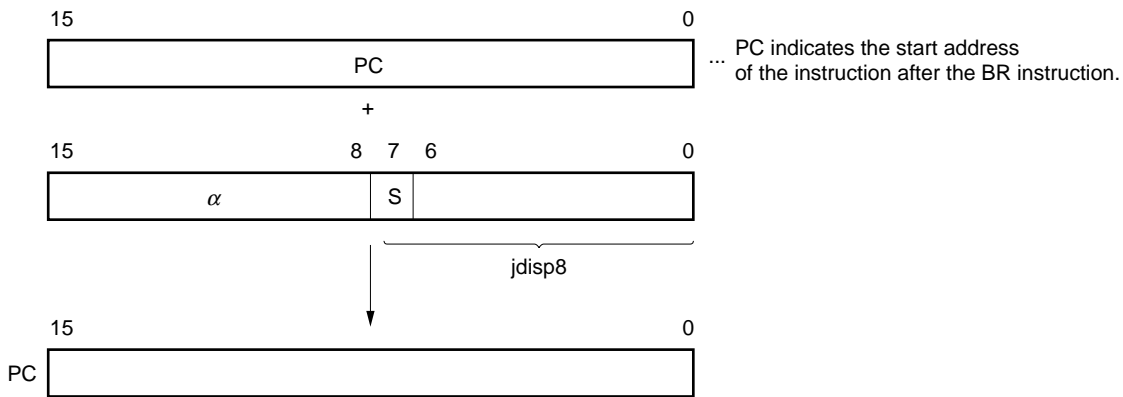 15 0
PC
... PC indicates the start address
of the instruction after the BR instruction.
+
15 8 7 6 0
α S
jdisp8
15 0
PC